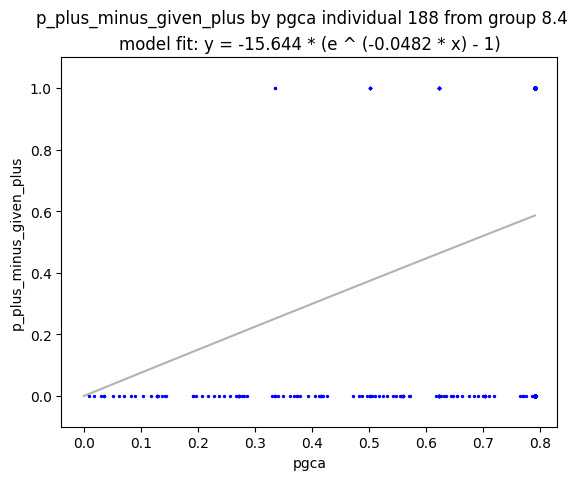 p_plus_minus_given_plus by pgca individual 188 from group 8.4
model fit: y = -15.644 * (e ^ (-0.0482 * x) - 1)
1.0
0.8
0.6
0.4
0.2
0.0
p_plus_minus_given_plus
0.0 0.1 0.2 0.3 0.4 0.5 0.6 0.7 0.8
pgca